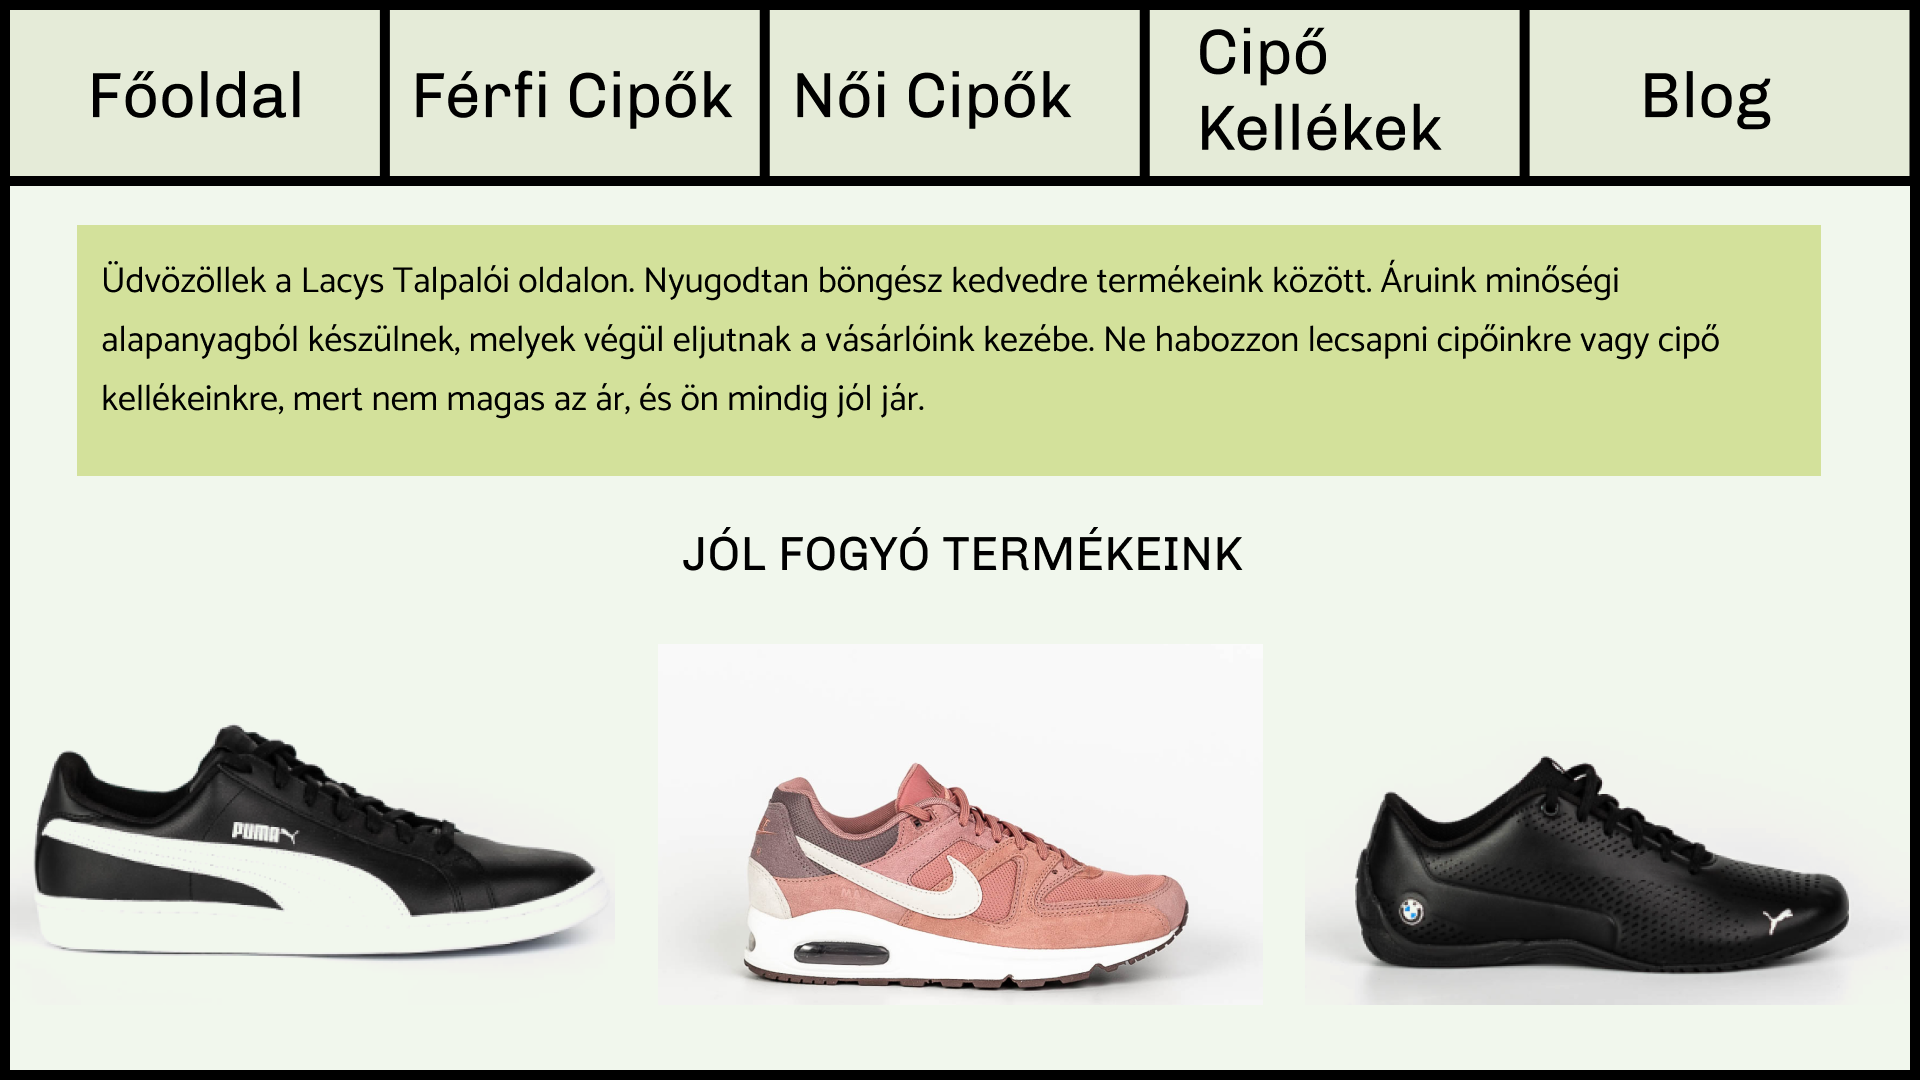 Főoldal
Férfi Cipők
Női Cipők
Cipő
Kellékek
Blog
Üdvözöllek a Lacys Talpalói oldalon. Nyugodtan böngész kedvedre termékeink között. Áruink minőségi
alapanyagból készülnek, melyek végül eljutnak a vásárlóink kezébe. Ne habozzon lecsapni cipőinkre vagy cipő
kellékeinkre, mert nem magas az ár, és ön mindig jól jár.
JÓL FOGYÓ TERMÉKEINK
PUMA